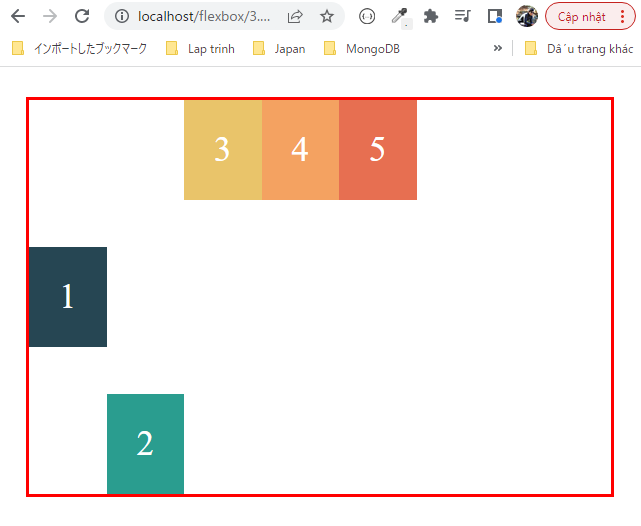 localhost/flexbox/3.... Cập nhật
インポートしたブックマーク Lap trinh Japan MongoDB » Dâ´u trang khác
3 4 5
1
2